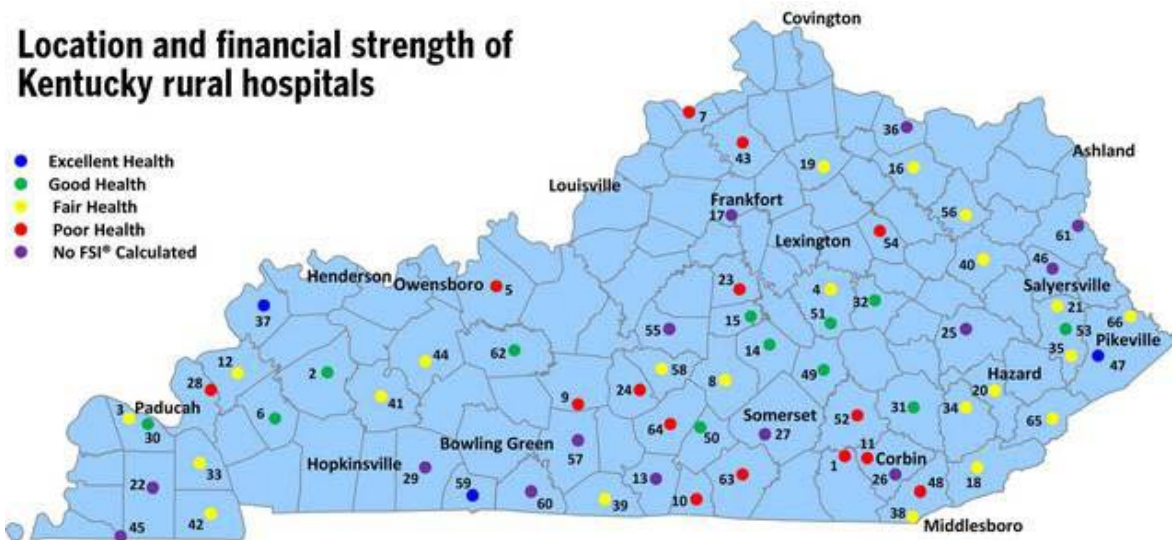 Location and financial strength of
Kentucky rural hospitals
Excellent Health
Good Health
Fair Health
Poor Health
No FSI® Calculated
Covington
7
36
43
19
16
Ashland
Louisville
Frankfort
17
56
61
54
Lexington
46
40
Henderson
Owensboro
5
23
4
32
Salyersville
21
37
15
51
66
55
25
53
Pikeville
35
47
62
14
44
12
2
58
49
Hazard
28
8
20
24
41
9
3
Paducah
6
31
34
30
64
50
Somerset
52
65
27
Bowling Green
11
57
1
Corbin
Hopkinsville
33
29
59
13
63
26
48
18
22
60
39
10
42
38
45
Middlesboro